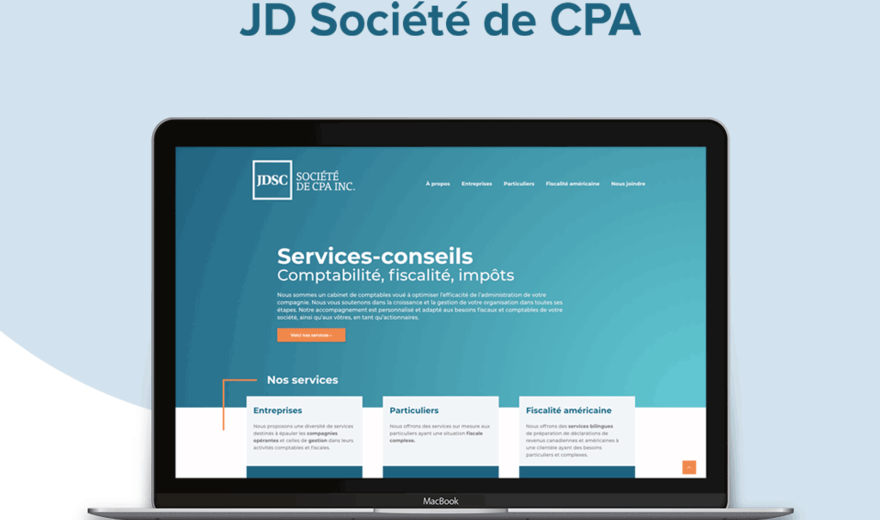 JD Société de CPA
JDSC
SOCIÉTÉ
DE CPA INC.
À propos Entreprises Particuliers Fiscalité américaine Nous joindre
Services-conseils
Comptabilité, fiscalité, impôts
Nous sommes un cabinet de comptables voué à optimiser l'efficacité de l'administration de votre
compagnie. Nous vous soutenons dans la croissance et la gestion de votre organisation dans toutes ses
étapes. Notre accompagnement est personnalisé et adapté aux besoins fiscaux et comptables de votre
société, ainsi qu'aux vôtres, en tant qu'actionnaires.
Voici nos services
Nos services
Entreprises
Nous proposons une diversité de services
destinés à épauler les compagnies
opérantes et celles de gestion dans leurs
activités comptables et fiscales.
Particuliers
Nous offrons des services sur mesure aux
particuliers ayant une situation fiscale
complexe.
Fiscalité américaine
Nous offrons des services bilingues
de préparation de déclarations de
revenus canadiennes et américaines à
une clientèle ayant des besoins
particuliers et complexes.
MacBook